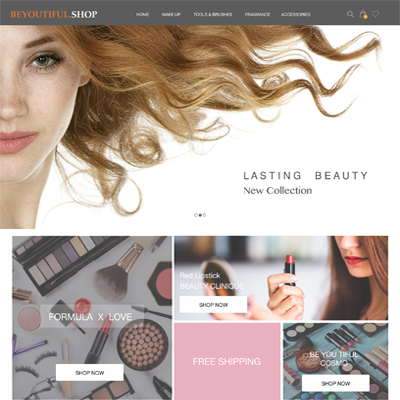 BEYOUTIFUL.SHOP
HOME MAKE UP TOOLS & BRUSHES FRAGRANCE ACCESSORIES
LASTING BEAUTY
New Collection
Red Lipstick
BEAUTY CLINIQUE
SHOP NOW
FORMULA X LOVE
SHOP NOW
FREE SHIPPING
BE YOU TIFUL
COSMO
SHOP NOW